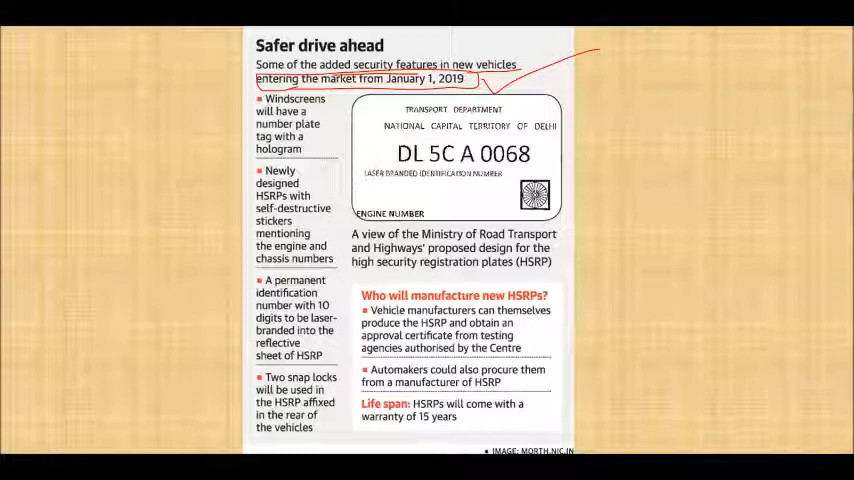 Safer drive ahead
Some of the added security features in new vehicles
entering the market from January 1, 2019
Windscreens
will have a
number plate
tag with a
hologram
Newly
designed
HSRPs with
self-destructive
stickers
mentioning
the engine and
chassis numbers
A permanent
identification
number with 10
digits to be laser-
branded into the
reflective
sheet of HSRP
Two snap locks
will be used in
the HSRP affixed
in the rear of
the vehicles
TRANSPORT DEPARTMENT
NATIONAL CAPITAL TERRITORY OF DELHI
DL 5C A 0068
LASER BRANDED IDENTIFICATION NUMBER
ENGINE NUMBER
A view of the Ministry of Road Transport
and Highways' proposed design for the
high security registration plates (HSRP)
Who will manufacture new HSRPs?
Vehicle manufacturers can themselves
produce the HSRP and obtain an
approval certificate from testing
agencies authorised by the Centre
Automakers could also procure them
from a manufacturer of HSRP
Life span: HSRPs will come with a
warranty of 15 years
IMAGE: MORTH.NIC.IN